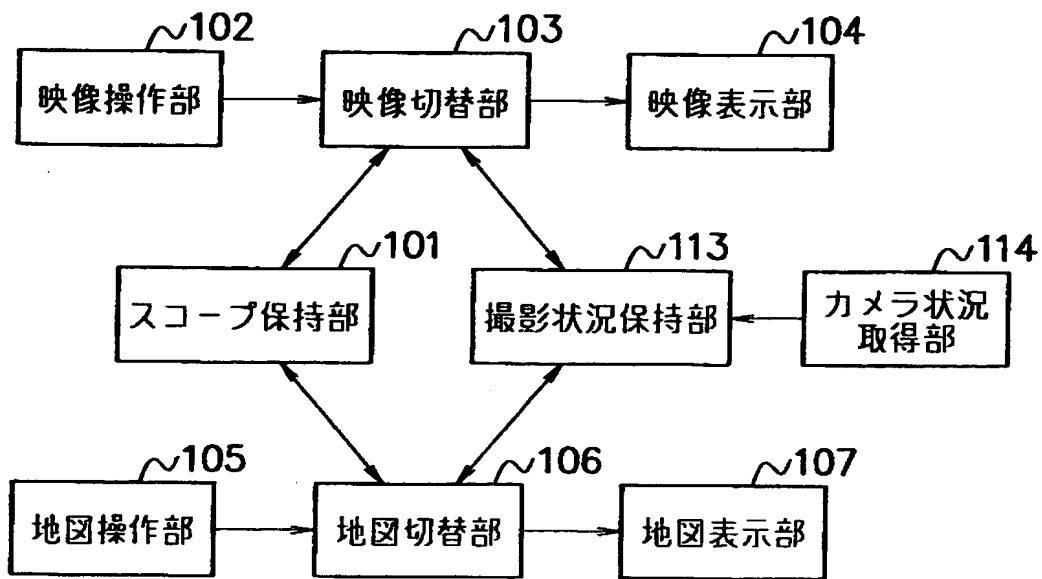 102
映像操作部
103
映像切替部
104
映像表示部
101
スコープ保持部
113
撮影状況保持部
114
カメラ状況
取得部
105
地図操作部
106
地図切替部
107
地図表示部